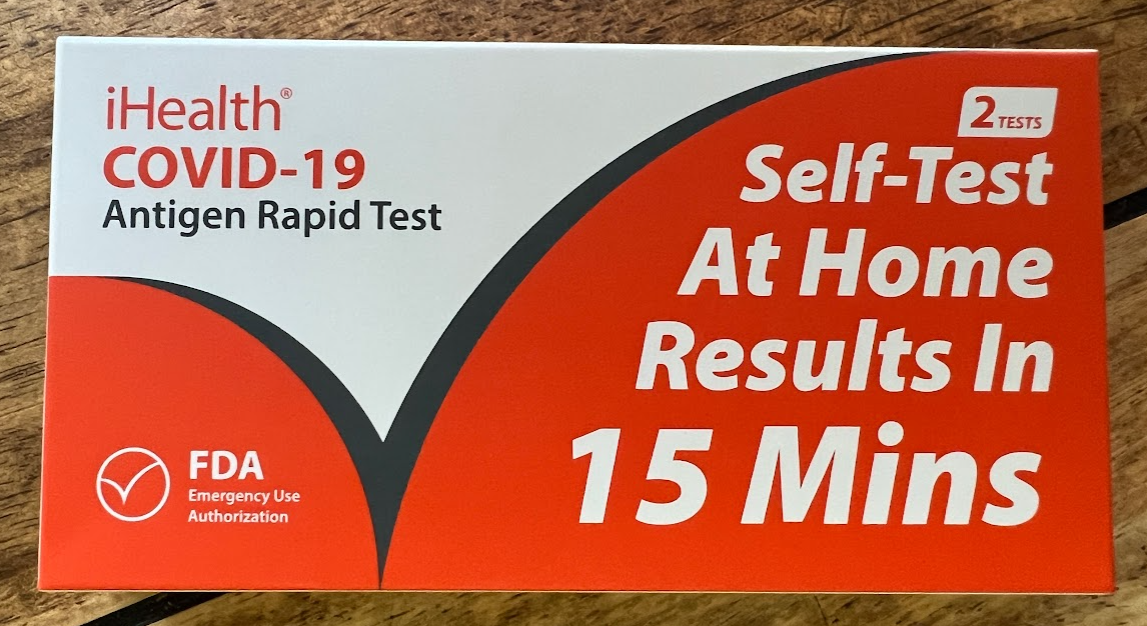 iHealth®
COVID-19
Antigen Rapid Test
2 TESTS
Self-Test
At Home
Results In
15 Mins
FDA
Emergency Use
Authorization